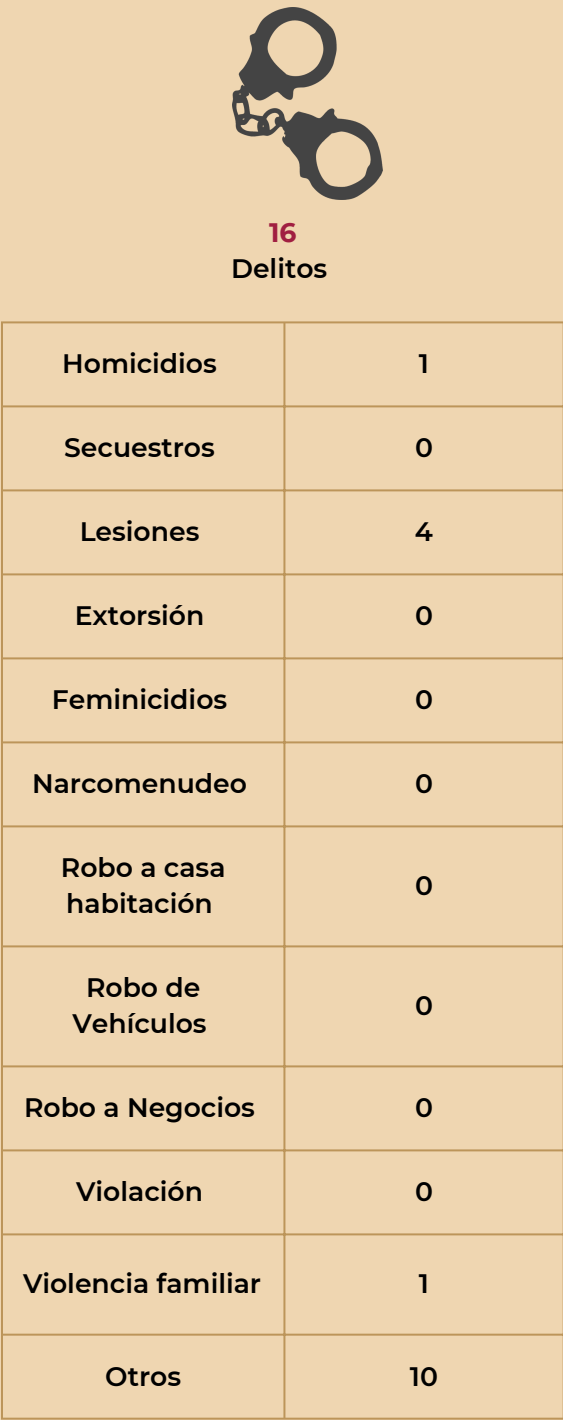 16
Delitos
Homicidios 1
Secuestros 0
Lesiones 4
Extorsión 0
Feminicidios 0
Narcomenudeo 0
Robo a casa
habitación 0
Robo de
Vehículos 0
Robo a Negocios 0
Violación 0
Violencia familiar 1
Otros 10